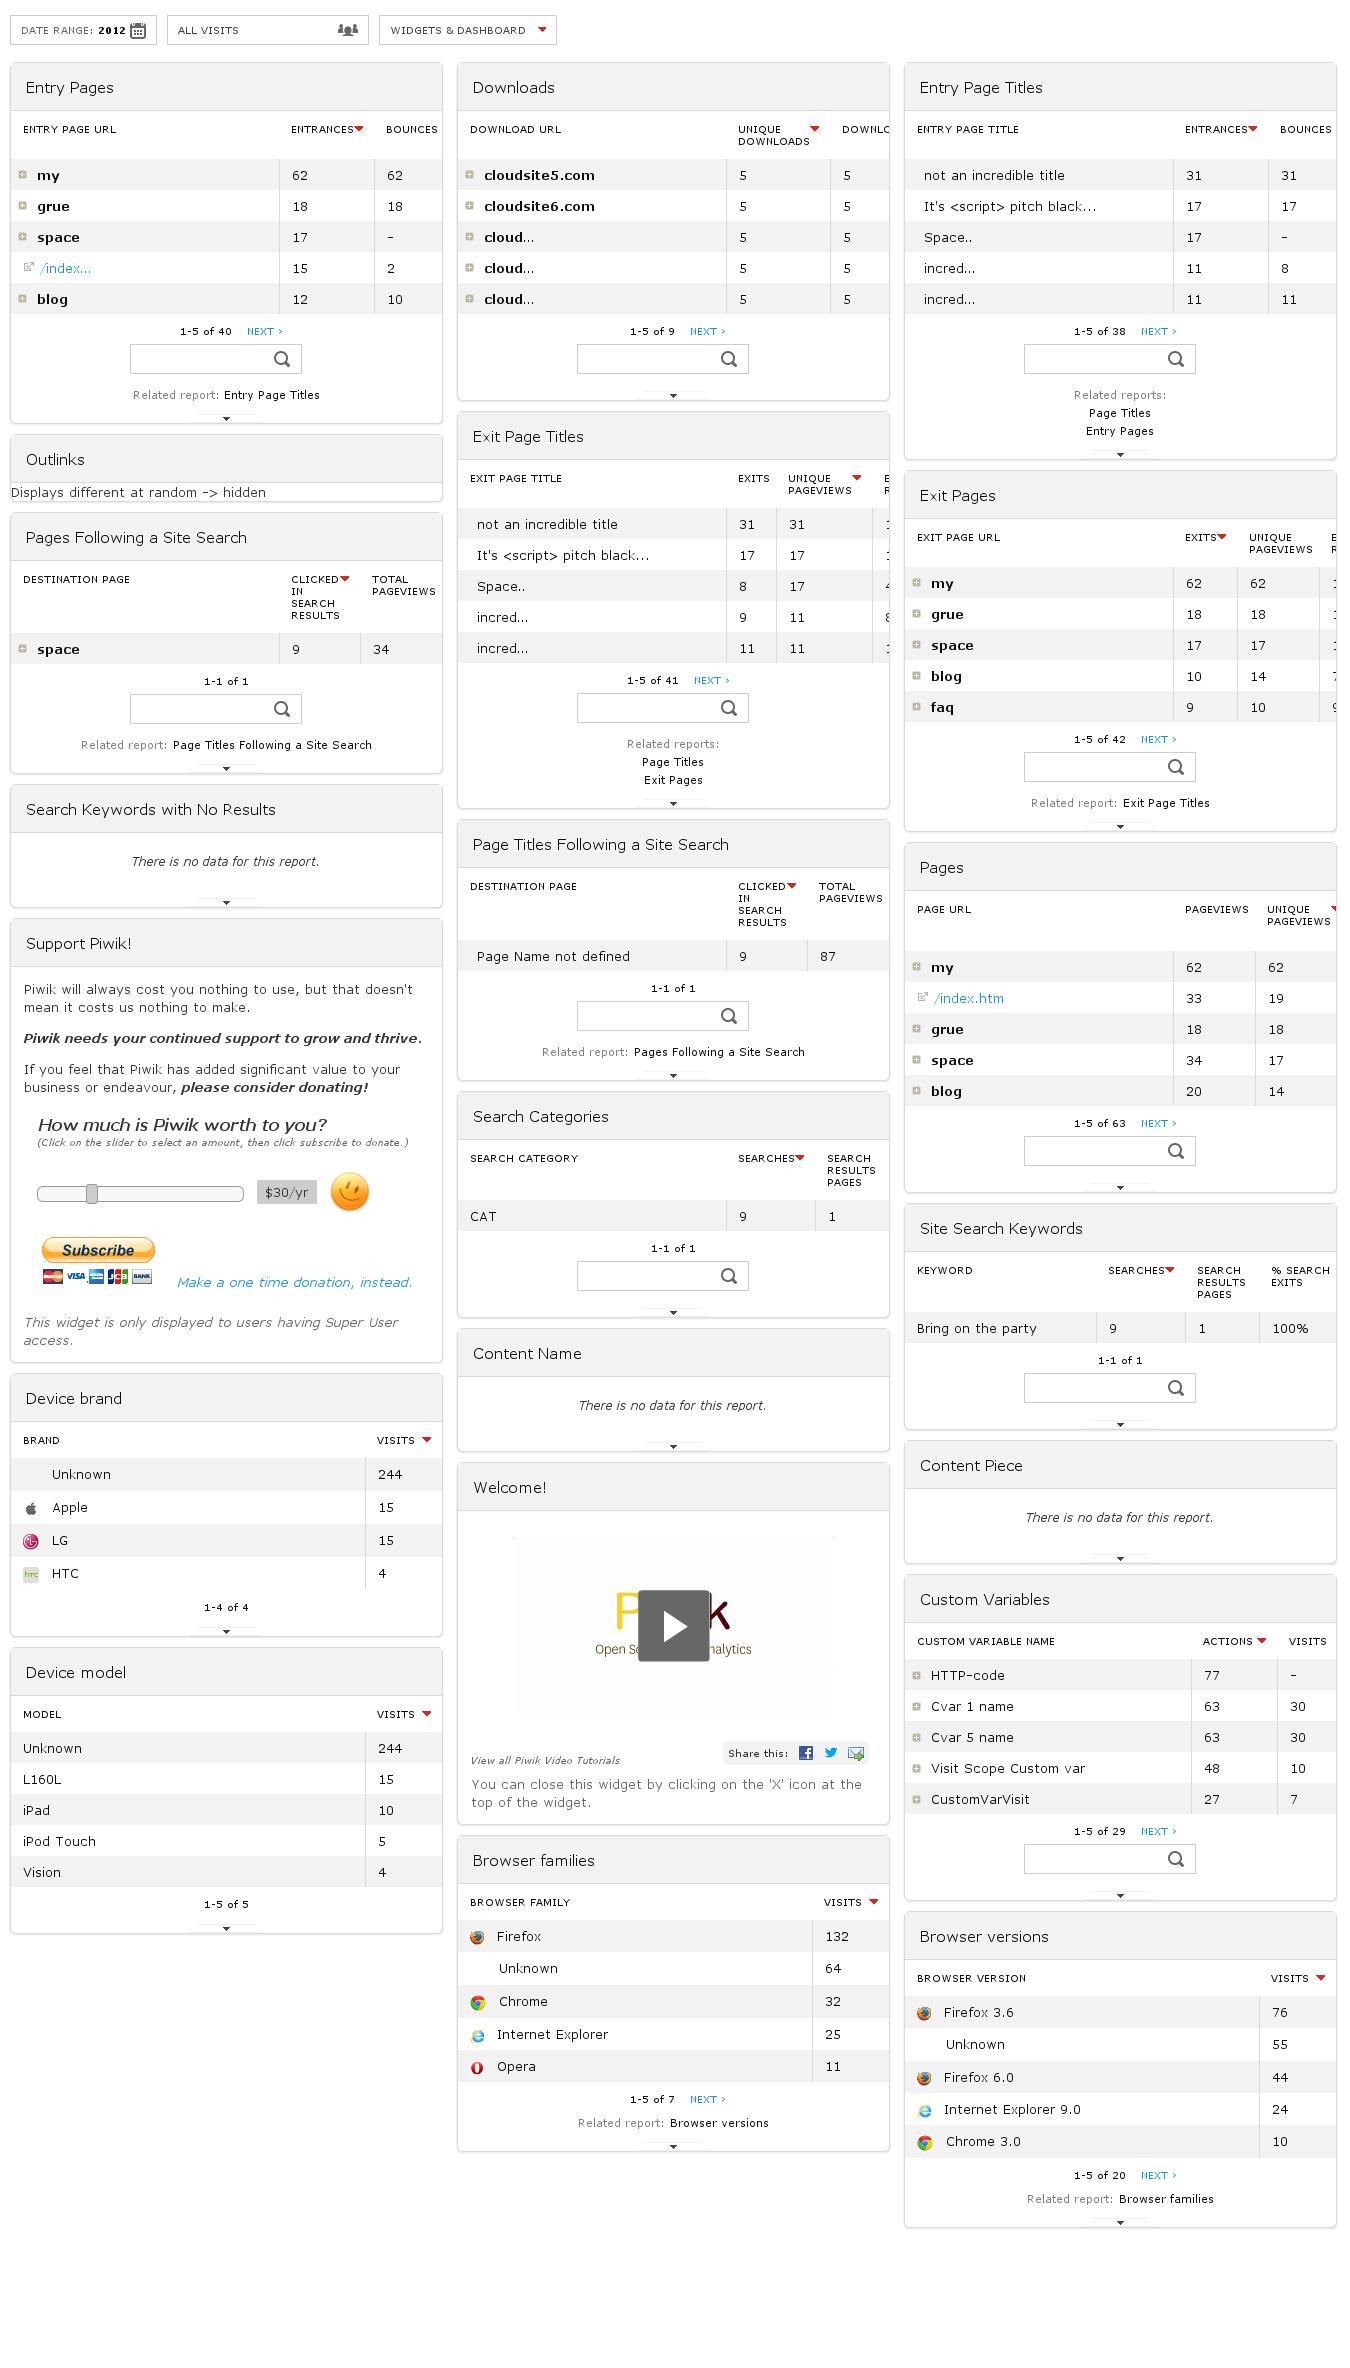 DATE RANGE: 2012
ALL VISITS
WIDGETS & DASHBOARD
Entry Pages
ENTRY PAGE URL ENTRANCES BOUNCES
my 62 62
grue 18 18
space 17 -
/index... 15 2
blog 12 10
1-5 of 40 NEXT ›
Related report: Entry Page Titles
Outlinks
Displays different at random -> hidden
Pages Following a Site Search
DESTINATION PAGE CLICKED IN SEARCH RESULTS TOTAL PAGEVIEWS
space 9 34
1-1 of 1
Related report: Page Titles Following a Site Search
Search Keywords with No Results
There is no data for this report.
Support Piwik!
Piwik will always cost you nothing to use, but that doesn't
mean it costs us nothing to make.
Piwik needs your continued support to grow and thrive.
If you feel that Piwik has added significant value to your
business or endeavour, please consider donating!
How much is Piwik worth to you?
(Click on the slider to select an amount, then click subscribe to donate.)
$30/yr
Subscribe
VISA JCB BANK
Make a one time donation, instead.
This widget is only displayed to users having Super User
access.
Device brand
BRAND VISITS
Unknown 244
Apple 15
LG 15
HTC 4
1-4 of 4
Device model
MODEL VISITS
Unknown 244
L160L 15
iPad 10
iPod Touch 5
Vision 4
1-5 of 5
Downloads
DOWNLOAD URL UNIQUE DOWNLOADS DOWNLO
cloudsite5.com 5 5
cloudsite6.com 5 5
cloud... 5 5
cloud... 5 5
cloud... 5 5
1-5 of 9 NEXT ›
Exit Page Titles
EXIT PAGE TITLE EXITS UNIQUE PAGEVIEWS
not an incredible title 31 31
It's <script> pitch black... 17 17
Space.. 8 17
incred... 9 11
incred... 11 11
1-5 of 41 NEXT ›
Related reports:
Page Titles
Exit Pages
Page Titles Following a Site Search
DESTINATION PAGE CLICKED IN SEARCH RESULTS TOTAL PAGEVIEWS
Page Name not defined 9 87
1-1 of 1
Related report: Pages Following a Site Search
Search Categories
SEARCH CATEGORY SEARCHES SEARCH RESULTS PAGES
CAT 9 1
1-1 of 1
Content Name
There is no data for this report.
Welcome!
P k
Open So nalytics
View all Piwik Video Tutorials
Share this:
You can close this widget by clicking on the 'X' icon at the
top of the widget.
Browser families
BROWSER FAMILY VISITS
Firefox 132
Unknown 64
Chrome 32
Internet Explorer 25
Opera 11
1-5 of 7 NEXT ›
Related report: Browser versions
Entry Page Titles
ENTRY PAGE TITLE ENTRANCES BOUNCES
not an incredible title 31 31
It's <script> pitch black... 17 17
Space.. 17 -
incred... 11 8
incred... 11 11
1-5 of 38 NEXT ›
Related reports:
Page Titles
Entry Pages
Exit Pages
EXIT PAGE URL EXITS UNIQUE PAGEVIEWS
my 62 62
grue 18 18
space 17 17
blog 10 14
faq 9 10
1-5 of 42 NEXT ›
Related report: Exit Page Titles
Pages
PAGE URL PAGEVIEWS UNIQUE PAGEVIEWS
my 62 62
/index.htm 33 19
grue 18 18
space 34 17
blog 20 14
1-5 of 63 NEXT ›
Site Search Keywords
KEYWORD SEARCHES SEARCH RESULTS PAGES % SEARCH EXITS
Bring on the party 9 1 100%
1-1 of 1
Content Piece
There is no data for this report.
Custom Variables
CUSTOM VARIABLE NAME ACTIONS VISITS
HTTP-code 77 -
Cvar 1 name 63 30
Cvar 5 name 63 30
Visit Scope Custom var 48 10
CustomVarVisit 27 7
1-5 of 29 NEXT ›
Browser versions
BROWSER VERSION VISITS
Firefox 3.6 76
Unknown 55
Firefox 6.0 44
Internet Explorer 9.0 24
Chrome 3.0 10
1-5 of 20 NEXT ›
Related report: Browser families